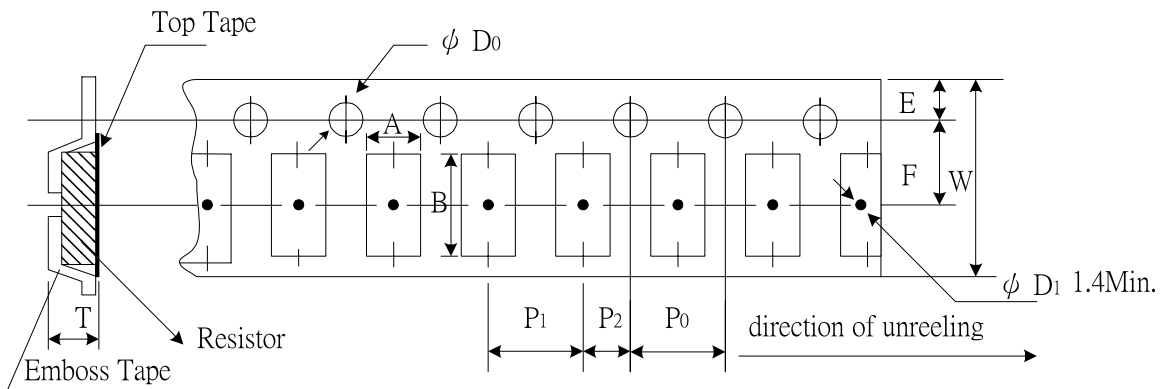 Top Tape
ϕ D0
A
E
F
W
B
ϕ D1 1.4Min.
T
P1
P2
P0
direction of unreeling
Resistor
Emboss Tape